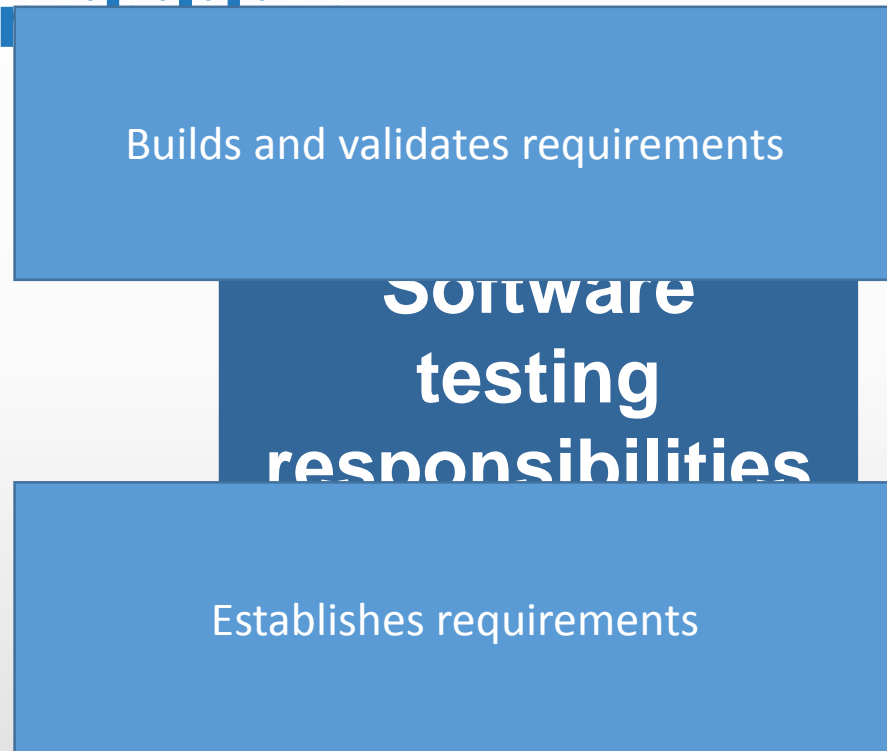 Builds and validates requirements
Software
testing
responsibilities
Establishes requirements